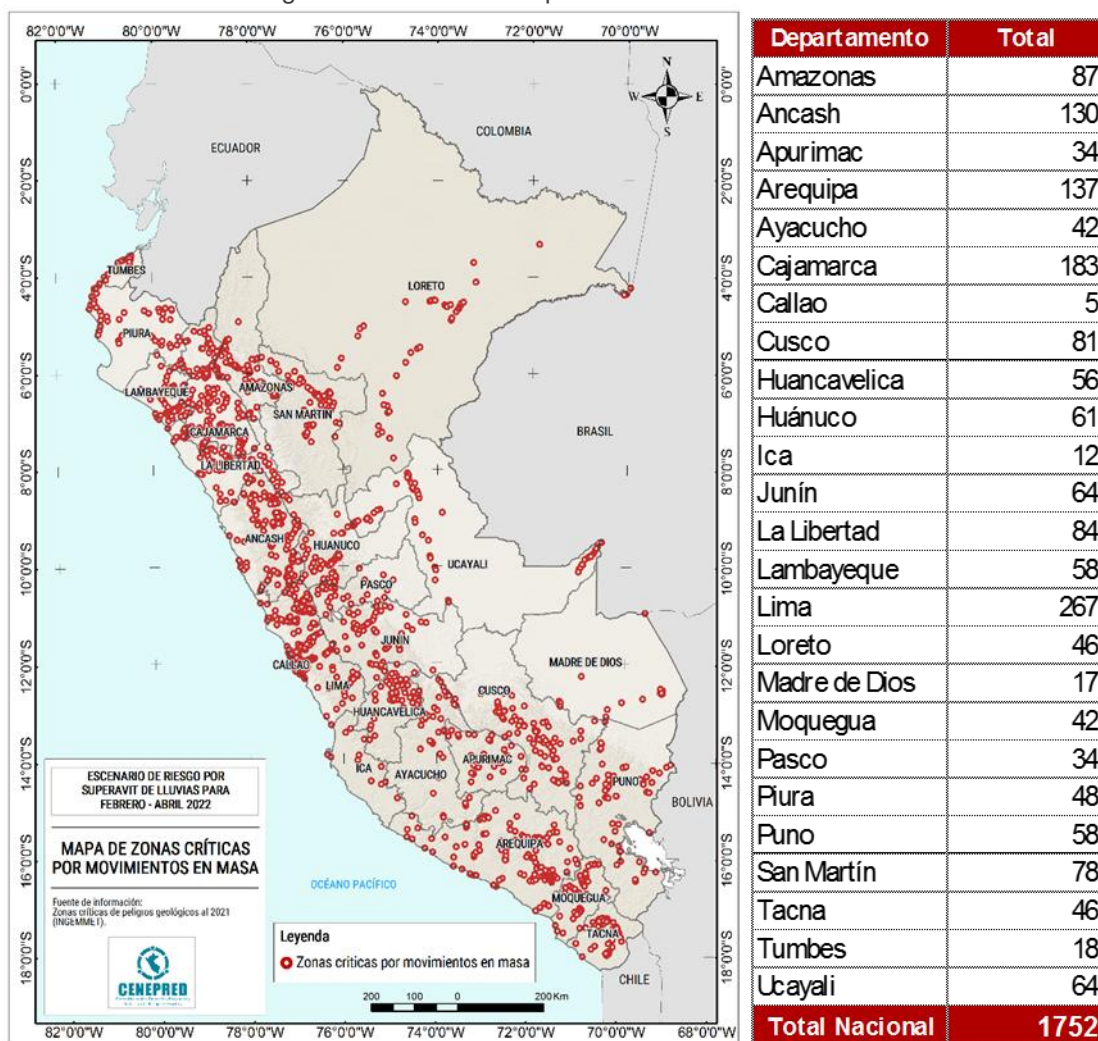 82°0'0"W 80°0'0"W 78°0'0"W 76°0'0"W 74°0'0"W 72°0'0"W 70°0'0"W 68°0'0"W
0°0'0"
2°0'0"S
4°0'0"S
6°0'0"S
8°0'0"S
10°0'0"S
12°0'0"S
14°0'0"S
16°0'0"S
18°0'0"S
N
W E
S
COLOMBIA
ECUADOR
TUMBES
LORETO
PIURA
LAMBAYEQUE
AMAZONAS
SAN MARTIN
BRASIL
CAJAMARCA
LA LIBERTAD
ANCASH
HUANUCO
UCAYALI
PASCO
JUNIN
CALLAO
MADRE DE DIOS
LIMA
CUSCO
HUANCAVELICA
ICA
AYACUCHO
APURIMAC
PUNO
BOLIVIA
AREQUIPA
OCÉANO PACÍFICO
MOQUEGUA
TACNA
CHILE
ESCENARIO DE RIESGO POR
SUPERAVIT DE LLUVIAS PARA
FEBRERO - ABRIL 2022
MAPA DE ZONAS CRÍTICAS
POR MOVIMIENTOS EN MASA
Fuente de información:
Zonas críticas de peligros geológicos al 2021
(INGEMMET).
CENEPRED
Leyenda
Zonas criticas por movimientos en masa
200 100 0 200 Km
82°0'0"W 80°0'0"W 78°0'0"W 76°0'0"W 74°0'0"W 72°0'0"W 70°0'0"W 68°0'0"W
0°0'0"
2°0'0"S
4°0'0"S
6°0'0"S
8°0'0"S
10°0'0"S
12°0'0"S
14°0'0"S
16°0'0"S
18°0'0"S
Departamento Total
Amazonas 87
Ancash 130
Apurimac 34
Arequipa 137
Ayacucho 42
Cajamarca 183
Callao 5
Cusco 81
Huancavelica 56
Huánuco 61
Ica 12
Junín 64
La Libertad 84
Lambayeque 58
Lima 267
Loreto 46
Madre de Dios 17
Moquegua 42
Pasco 34
Piura 48
Puno 58
San Martín 78
Tacna 46
Tumbes 18
Ucayali 64
Total Nacional 1752